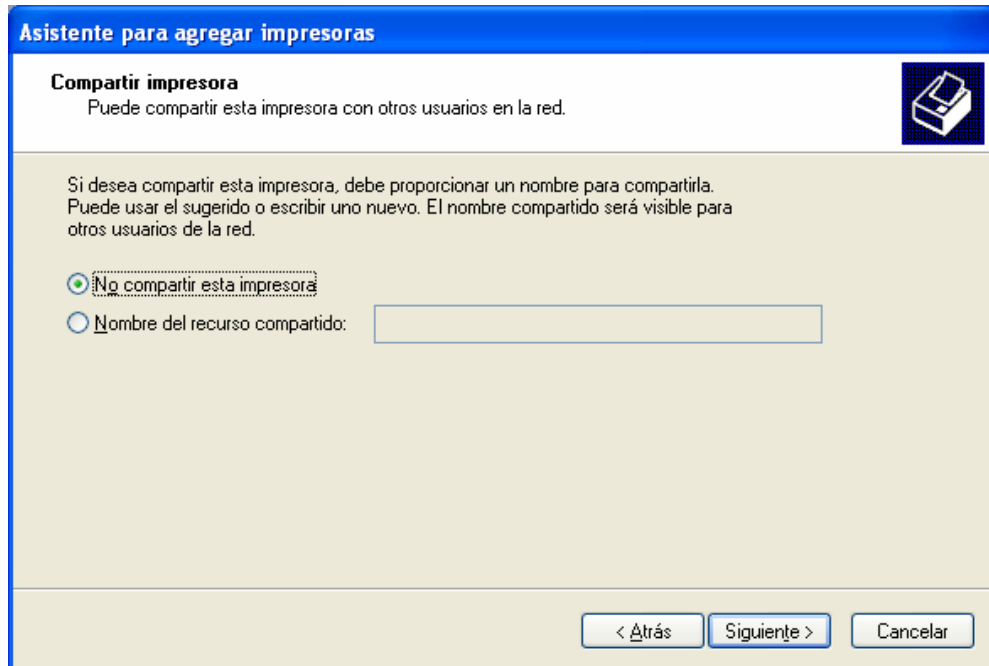 Asistente para agregar impresoras
Compartir impresora
Puede compartir esta impresora con otros usuarios en la red.
Si desea compartir esta impresora, debe proporcionar un nombre para compartirla.
Puede usar el sugerido o escribir uno nuevo. El nombre compartido será visible para
otros usuarios de la red.
No compartir esta impresora
Nombre del recurso compartido:
< Atrás
Siguiente >
Cancelar